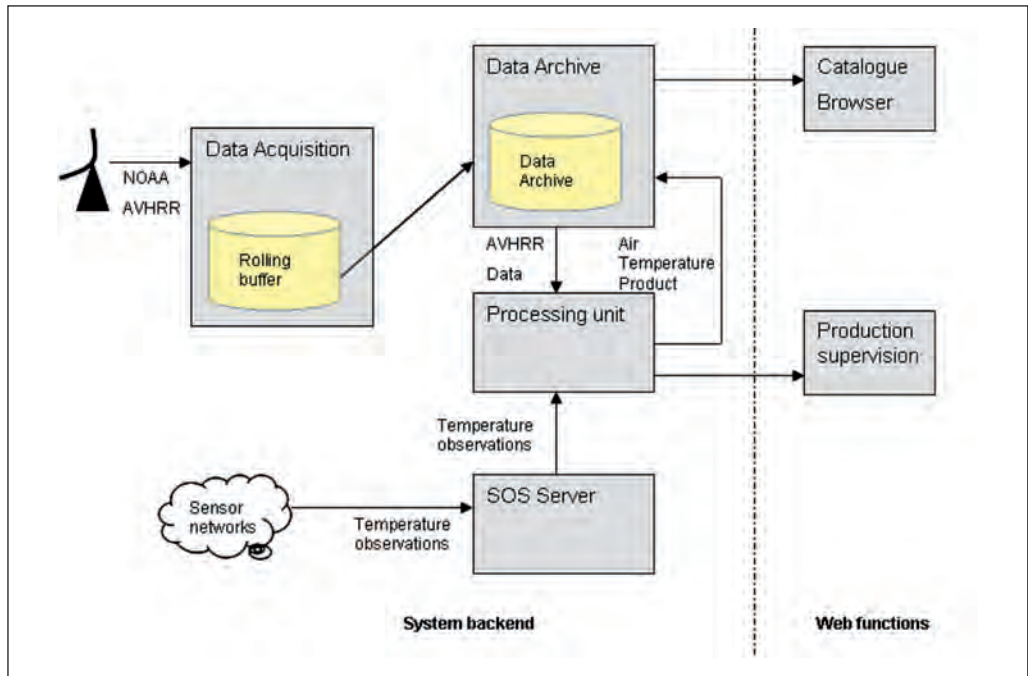 Data Archive
Data
Archive
Catalogue
Browser
Data Acquisition
Rolling
buffer
NOAA
AVHRR
AVHRR
Data
Air
Temperature
Product
Processing unit
Production
supervision
Temperature
observations
SOS Server
Sensor
networks
Temperature
observations
System backend
Web functions